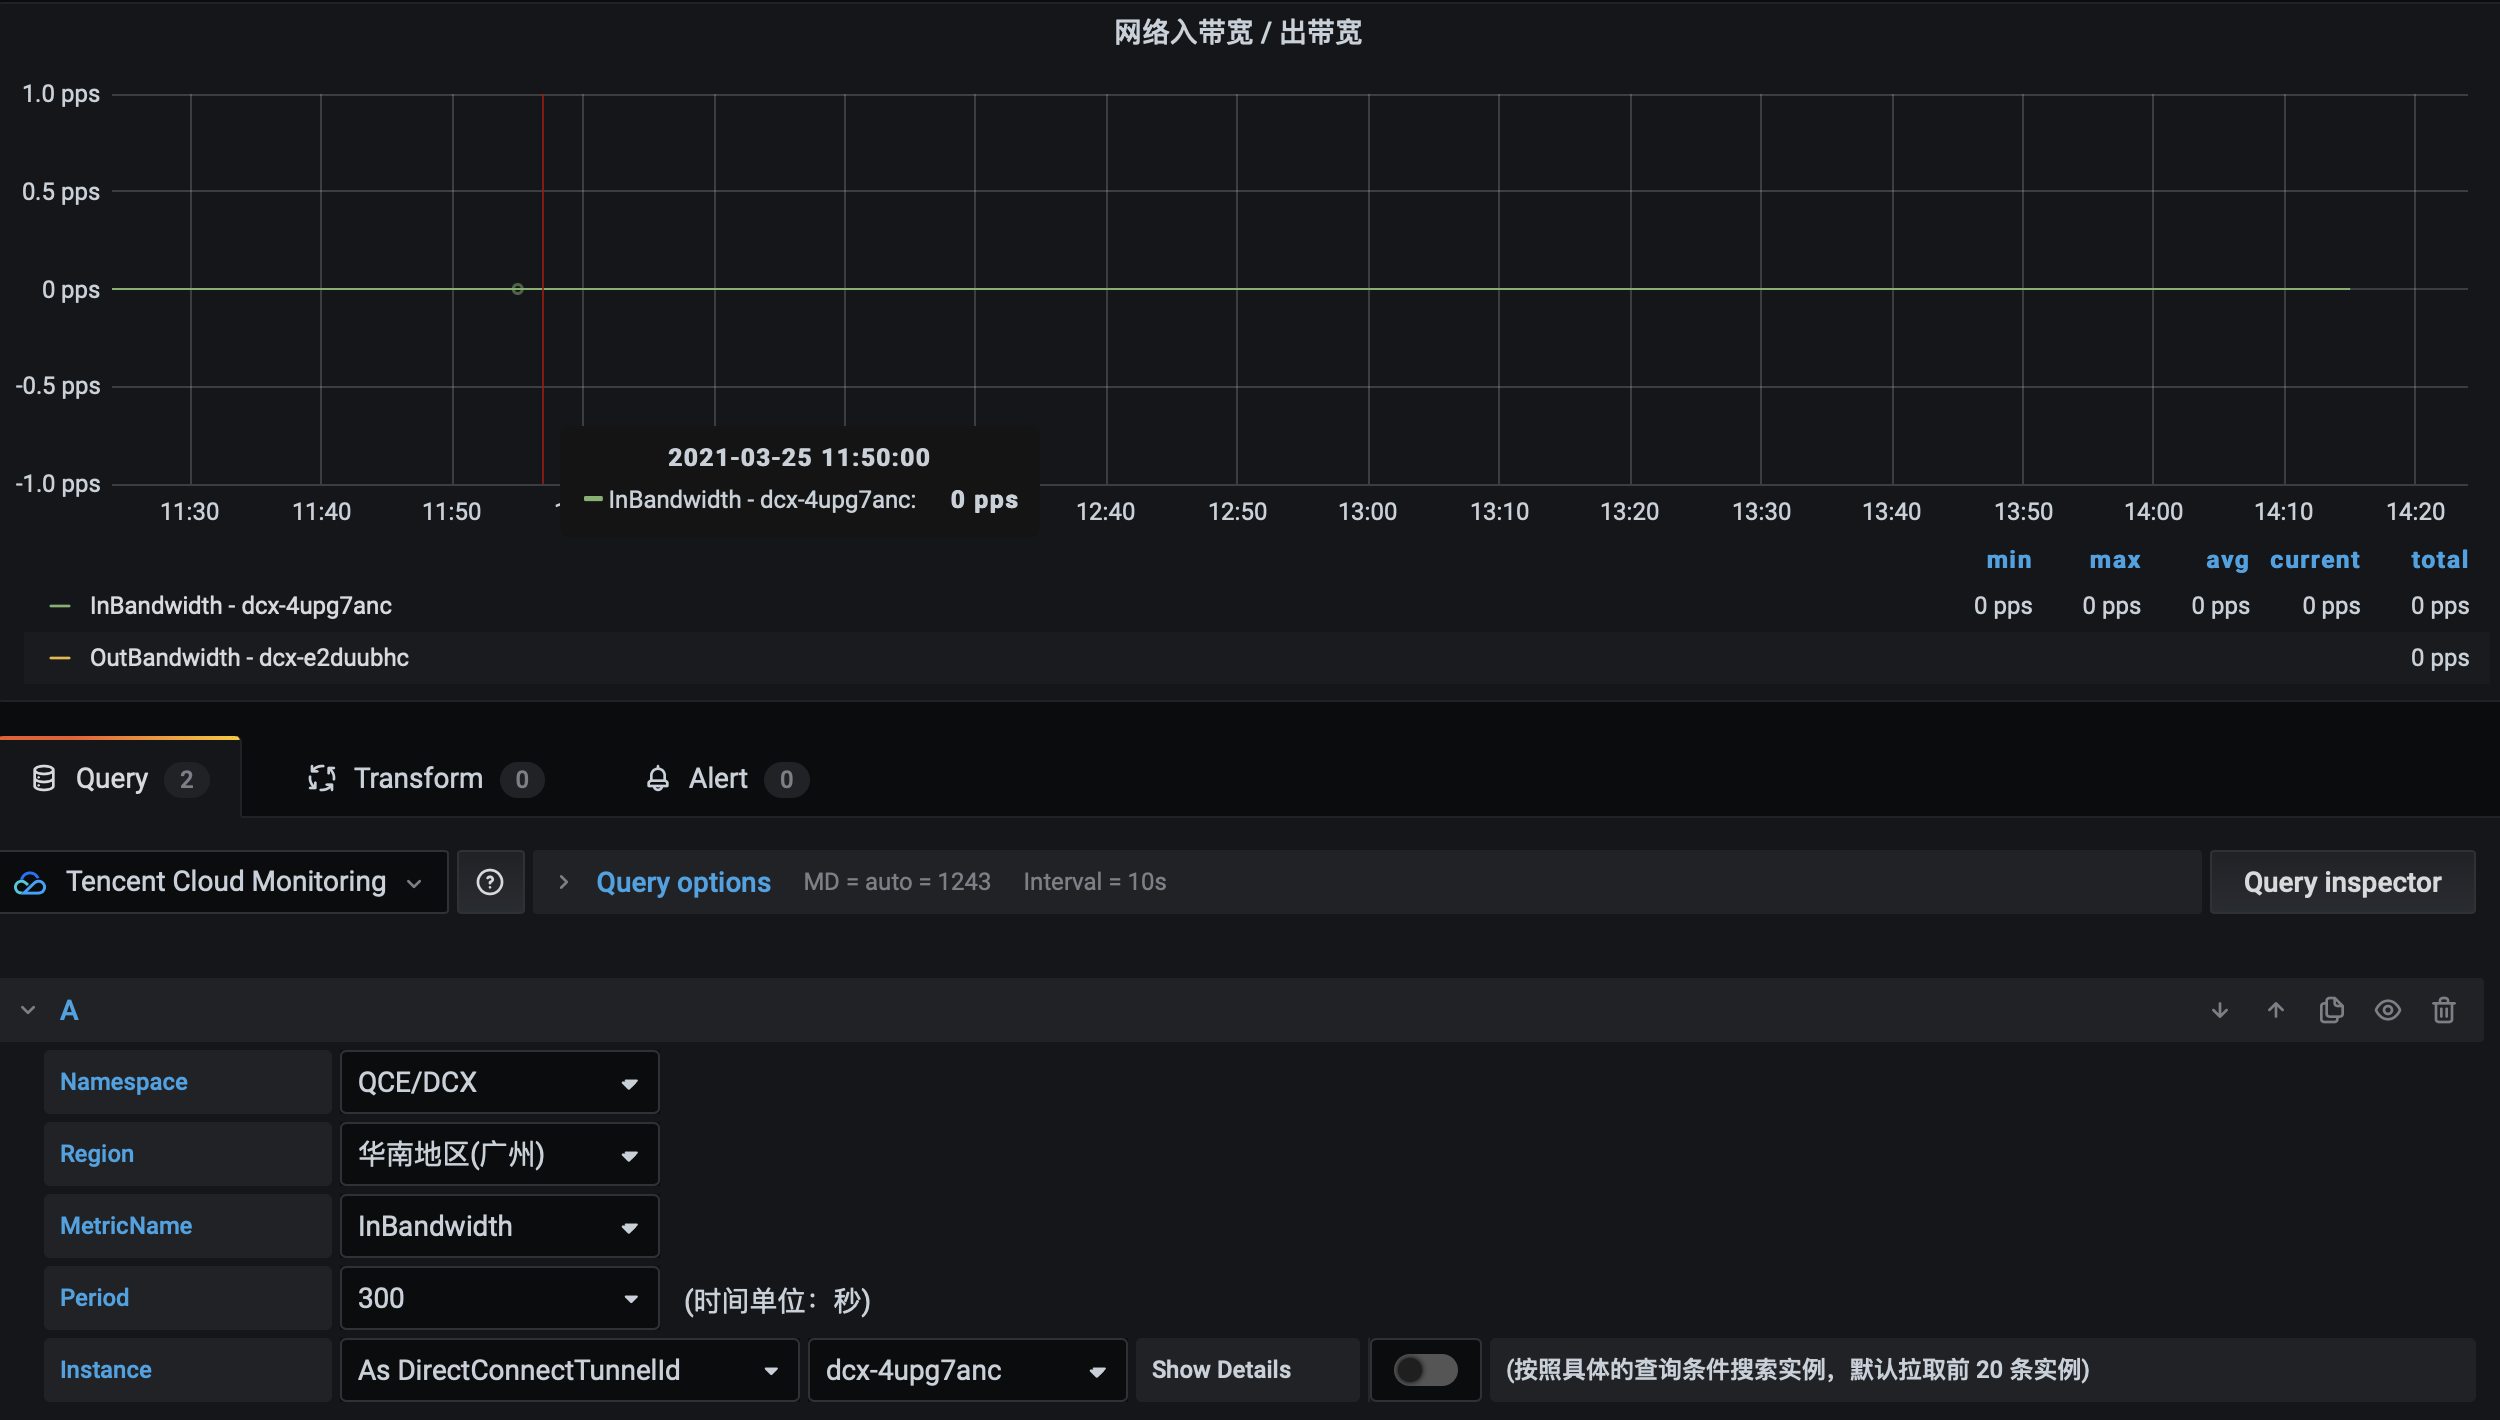 网络入带宽 / 出带宽
1.0 pps
0.5 pps
0 pps
-0.5 pps
-1.0 pps
11:30 11:40 11:50 12:40 12:50 13:00 13:10 13:20 13:30 13:40 13:50 14:00 14:10 14:20
2021-03-25 11:50:00
InBandwidth - dcx-4upg7anc: 0 pps
min max avg current total
InBandwidth - dcx-4upg7anc 0 pps 0 pps 0 pps 0 pps 0 pps
OutBandwidth - dcx-e2duubhc 0 pps
Query 2 Transform 0 Alert 0
Tencent Cloud Monitoring Query options MD = auto = 1243 Interval = 10s Query inspector
A
Namespace QCE/DCX
Region 华南地区(广州)
MetricName InBandwidth
Period 300 (时间单位：秒)
Instance As DirectConnectTunnelId dcx-4upg7anc Show Details (按照具体的查询条件搜索实例，默认拉取前 20 条实例)